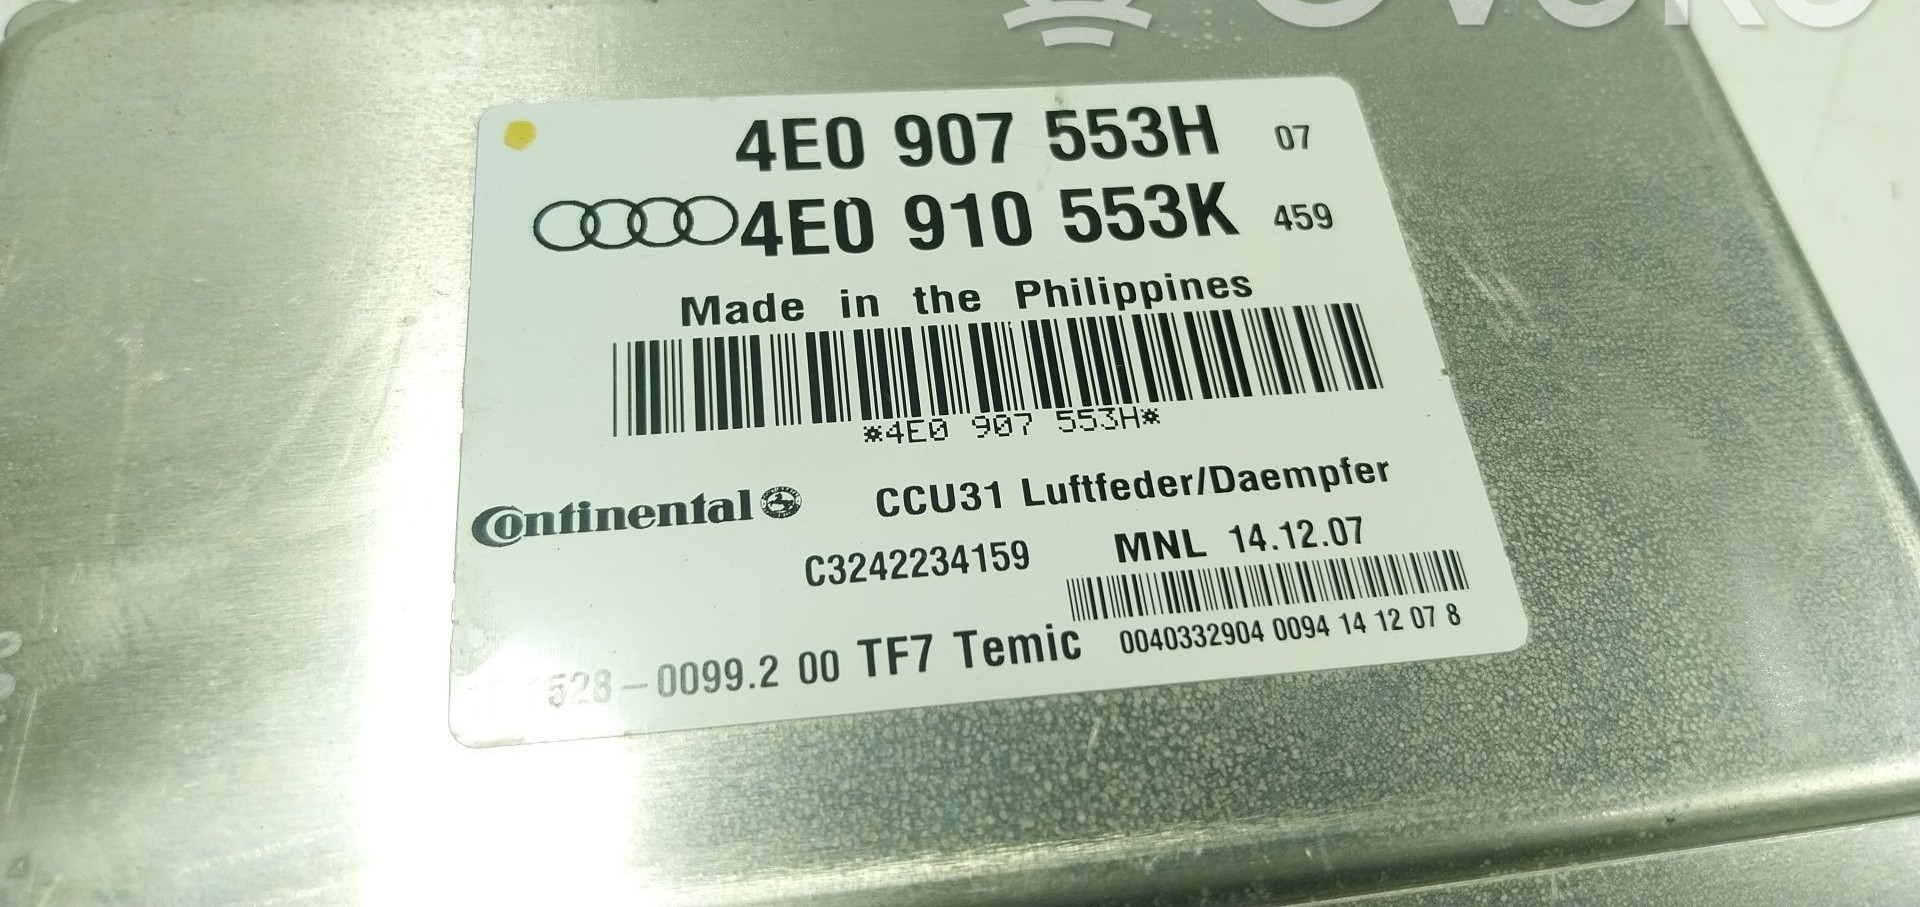 4E0 907 553H 07
4E0 910 553K 459
Made in the Philippines
*4E0 907 553H*
Continental CCU31 Luftfeder/Daempfer
C3242234159 MNL 14.12.07
528-0099.2 00 TF7 Temic 0040332904 0094 14 12 07 8